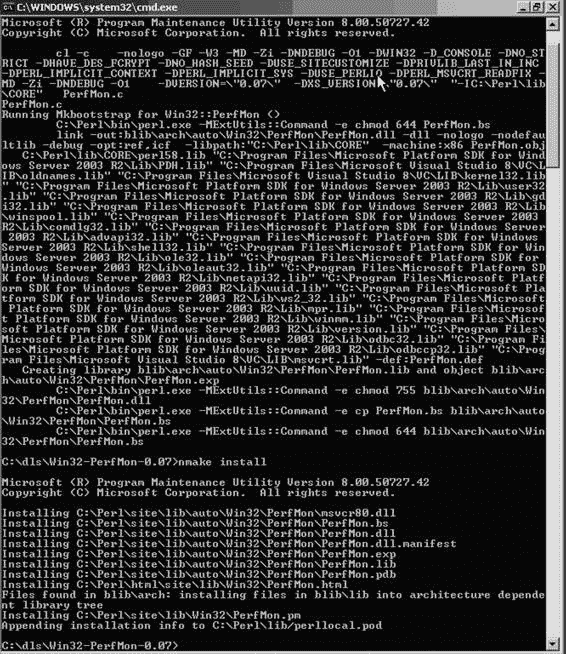 C:\WINDOWS\system32\cmd.exe
Microsoft (R) Program Maintenance Utility Version 8.00.50727.42
Copyright (C) Microsoft Corporation.  All rights reserved.
cl -c    -nologo -GF -W3 -MD -Zi -DNDEBUG -O1 -DWIN32 -D_CONSOLE -DNO_ST
RICT -DHAVE_DES_FCRYPT -DNO_HASH_SEED -DUSE_SITECUSTOMIZE -DPRIVLIB_LAST_IN_INC
-DPERL_IMPLICIT_CONTEXT -DPERL_IMPLICIT_SYS -DUSE_PERLIO -DPERL_MSVCRT_READFIX -
MD -Zi -DNDEBUG -O1    -DVERSION=\"0.07\"  -DXS_VERSION=\"0.07\"  "-IC:\Perl\lib
\CORE"   PerfMon.c
PerfMon.c
Running Mkbootstrap for Win32::PerfMon ()
C:\Perl\bin\perl.exe -MExtUtils::Command -e chmod 644 PerfMon.bs
link -out:blib\arch\auto\Win32\PerfMon\PerfMon.dll -dll -nologo -nodefau
ltlib -debug -opt:ref,icf  -libpath:"C:\Perl\lib\CORE"  -machine:x86 PerfMon.obj
C:\Perl\lib\CORE\perl58.lib "C:\Program Files\Microsoft Platform SDK for Wind
ows Server 2003 R2\Lib\PDH.lib" "C:\Program Files\Microsoft Visual Studio 8\VC\L
IB\oldnames.lib" "C:\Program Files\Microsoft Visual Studio 8\VC\LIB\kernel32.lib
" "C:\Program Files\Microsoft Platform SDK for Windows Server 2003 R2\Lib\user32
.lib" "C:\Program Files\Microsoft Platform SDK for Windows Server 2003 R2\Lib\gd
i32.lib" "C:\Program Files\Microsoft Platform SDK for Windows Server 2003 R2\Lib
\winspool.lib" "C:\Program Files\Microsoft Platform SDK for Windows Server 2003
R2\Lib\comdlg32.lib" "C:\Program Files\Microsoft Platform SDK for Windows Server
2003 R2\Lib\advapi32.lib" "C:\Program Files\Microsoft Platform SDK for Windows
Server 2003 R2\Lib\shell32.lib" "C:\Program Files\Microsoft Platform SDK for Win
dows Server 2003 R2\Lib\ole32.lib" "C:\Program Files\Microsoft Platform SDK for
Windows Server 2003 R2\Lib\oleaut32.lib" "C:\Program Files\Microsoft Platform SD
K for Windows Server 2003 R2\Lib\netapi32.lib" "C:\Program Files\Microsoft Platf
orm SDK for Windows Server 2003 R2\Lib\uuid.lib" "C:\Program Files\Microsoft Pla
tform SDK for Windows Server 2003 R2\Lib\ws2_32.lib" "C:\Program Files\Microsoft
Platform SDK for Windows Server 2003 R2\Lib\mpr.lib" "C:\Program Files\Microsof
t Platform SDK for Windows Server 2003 R2\Lib\winmm.lib" "C:\Program Files\Micro
soft Platform SDK for Windows Server 2003 R2\Lib\version.lib" "C:\Program Files\
Microsoft Platform SDK for Windows Server 2003 R2\Lib\odbc32.lib" "C:\Program Fi
les\Microsoft Platform SDK for Windows Server 2003 R2\Lib\odbccp32.lib" "C:\Prog
ram Files\Microsoft Visual Studio 8\VC\LIB\msvcrt.lib" -def:PerfMon.def
Creating library blib\arch\auto\Win32\PerfMon\PerfMon.lib and object blib\arc
h\auto\Win32\PerfMon\PerfMon.exp
C:\Perl\bin\perl.exe -MExtUtils::Command -e chmod 755 blib\arch\auto\Win
32\PerfMon\PerfMon.dll
C:\Perl\bin\perl.exe -MExtUtils::Command -e cp PerfMon.bs blib\arch\auto
\Win32\PerfMon\PerfMon.bs
C:\Perl\bin\perl.exe -MExtUtils::Command -e chmod 644 blib\arch\auto\Win
32\PerfMon\PerfMon.bs
C:\dls\Win32-PerfMon-0.07>nmake install
Microsoft (R) Program Maintenance Utility Version 8.00.50727.42
Copyright (C) Microsoft Corporation.  All rights reserved.
Installing C:\Perl\site\lib\auto\Win32\PerfMon\msvcr80.dll
Installing C:\Perl\site\lib\auto\Win32\PerfMon\PerfMon.bs
Installing C:\Perl\site\lib\auto\Win32\PerfMon\PerfMon.dll
Installing C:\Perl\site\lib\auto\Win32\PerfMon\PerfMon.dll.manifest
Installing C:\Perl\site\lib\auto\Win32\PerfMon\PerfMon.exp
Installing C:\Perl\site\lib\auto\Win32\PerfMon\PerfMon.lib
Installing C:\Perl\site\lib\auto\Win32\PerfMon\PerfMon.pdb
Installing C:\Perl\html\site\lib\Win32\PerfMon.html
Files found in blib\arch: installing files in blib\lib into architecture depende
nt library tree
Installing C:\Perl\site\lib\Win32\PerfMon.pm
Appending installation info to C:\Perl\lib/perllocal.pod
C:\dls\Win32-PerfMon-0.07>